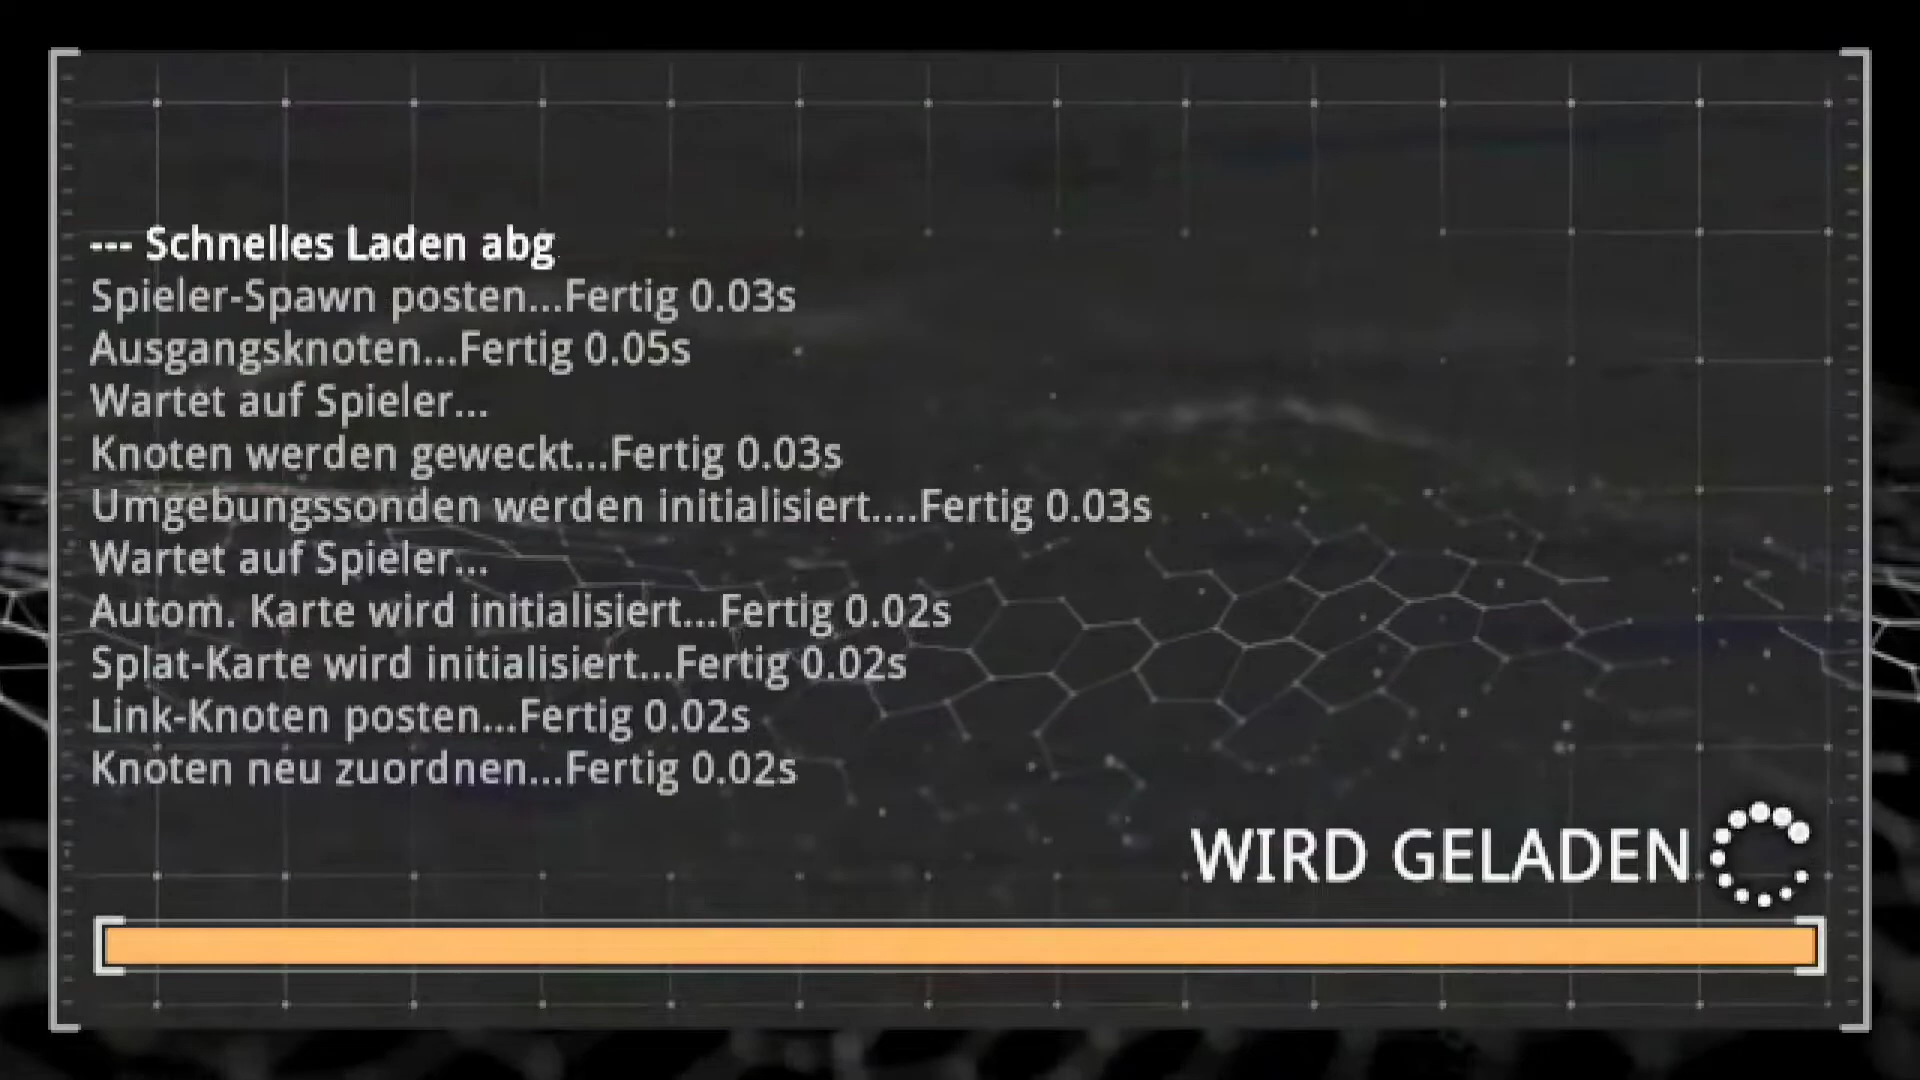 --- Schnelles Laden abg
Spieler-Spawn posten...Fertig 0.03s
Ausgangsknoten...Fertig 0.05s
Wartet auf Spieler...
Knoten werden geweckt...Fertig 0.03s
Umgebungssonden werden initialisiert....Fertig 0.03s
Wartet auf Spieler...
Autom. Karte wird initialisiert...Fertig 0.02s
Splat-Karte wird initialisiert...Fertig 0.02s
Link-Knoten posten...Fertig 0.02s
Knoten neu zuordnen...Fertig 0.02s
WIRD GELADEN